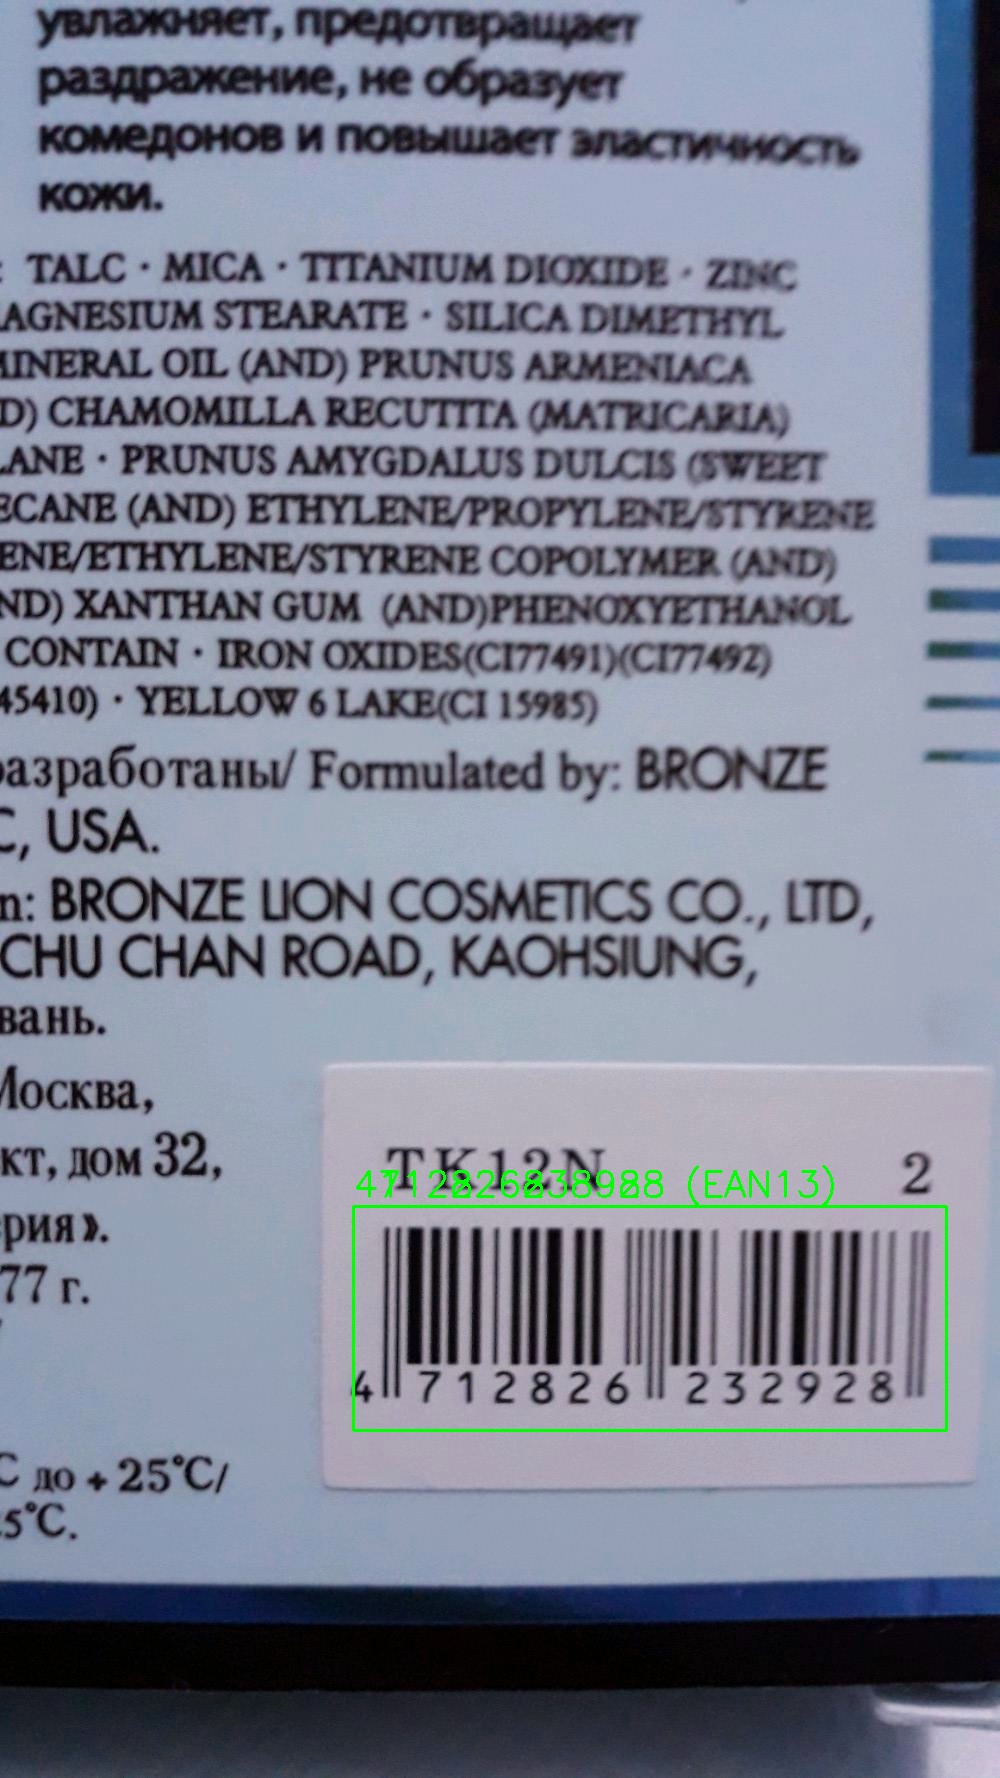 увлажняет, предотвращает
раздражение, не образует
комедонов и повышает эластичность
кожи.
: TALC · MICA · TITANIUM DIOXIDE · ZINC
AGNESIUM STEARATE · SILICA DIMETHYL
MINERAL OIL (AND) PRUNUS ARMENIACA
D) CHAMOMILLA RECUTITA (MATRICARIA)
LANE · PRUNUS AMYGDALUS DULCIS (SWEET
ECANE (AND) ETHYLENE/PROPYLENE/STYRENE
ENE/ETHYLENE/STYRENE COPOLYMER (AND)
ND) XANTHAN GUM (AND)PHENOXYETHANOL
CONTAIN · IRON OXIDES(CI77491)(CI77492)
45410) · YELLOW 6 LAKE(CI 15985)
разработаны/ Formulated by: BRONZE
C, USA.
n: BRONZE LION COSMETICS CO., LTD,
CHU CHAN ROAD, KAOHSIUNG,
вань.
Москва,
кт, дом 32,
рия».
77 г.
TK12N 2
(EAN13)
4 712826 232928
C до + 25°C/
5°C.